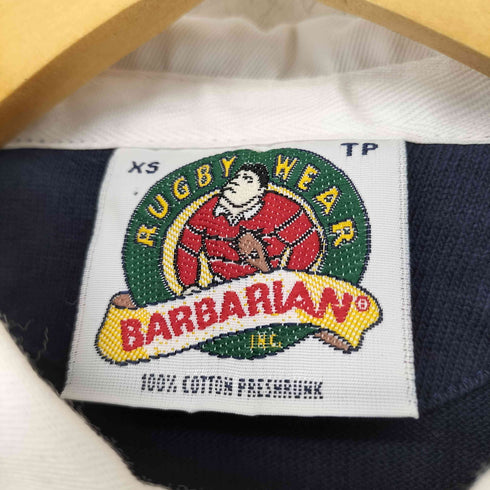 XS TP
RUGBY WEAR
BARBARIAN®
INC.
100% COTTON PRESHRUNK